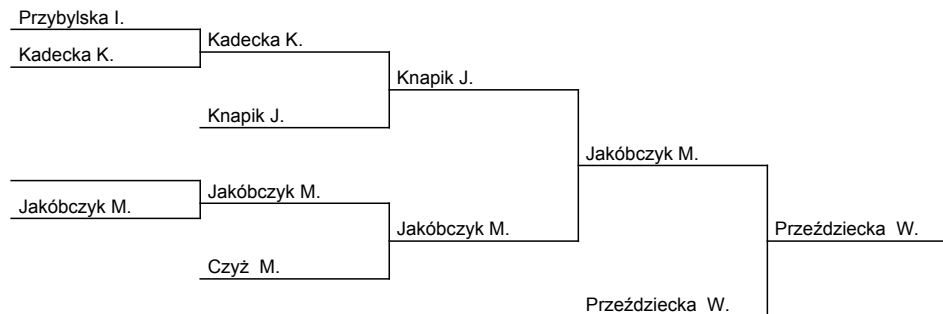 Przybylska I.
Kadecka K.
Kadecka K.
Knapik J.
Knapik J.
Jakóbczyk M.
Jakóbczyk M.
Jakóbczyk M.
Przeździecka  W.
Jakóbczyk M.
Czyż  M.
Przeździecka  W.